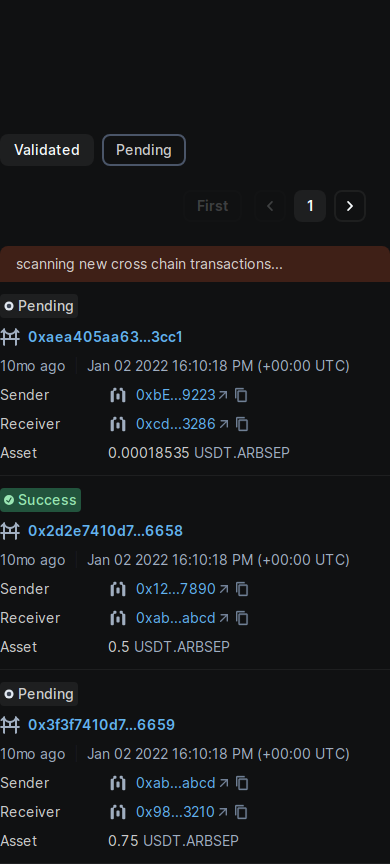 Validated
Pending
First
1
scanning new cross chain transactions...
Pending
0xaea405aa63...3cc1
10mo ago Jan 02 2022 16:10:18 PM (+00:00 UTC)
Sender 0xbE...9223
Receiver 0xcd...3286
Asset 0.00018535 USDT.ARBSEP
Success
0x2d2e7410d7...6658
10mo ago Jan 02 2022 16:10:18 PM (+00:00 UTC)
Sender 0x12...7890
Receiver 0xab...abcd
Asset 0.5 USDT.ARBSEP
Pending
0x3f3f7410d7...6659
10mo ago Jan 02 2022 16:10:18 PM (+00:00 UTC)
Sender 0xab...abcd
Receiver 0x98...3210
Asset 0.75 USDT.ARBSEP